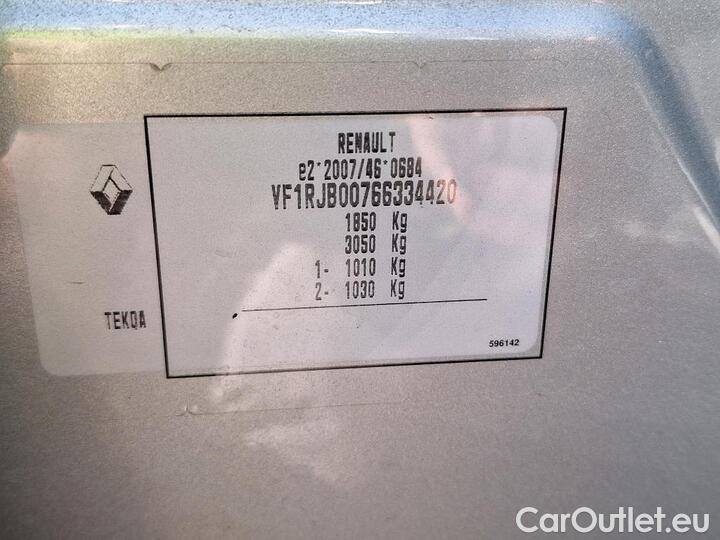 RENAULT
e2*2007/46*0684
VF1RJB00766334420
1850 Kg
3050 Kg
1- 1010 Kg
2- 1030 Kg
TEKQA
596142
CarOutlet.eu